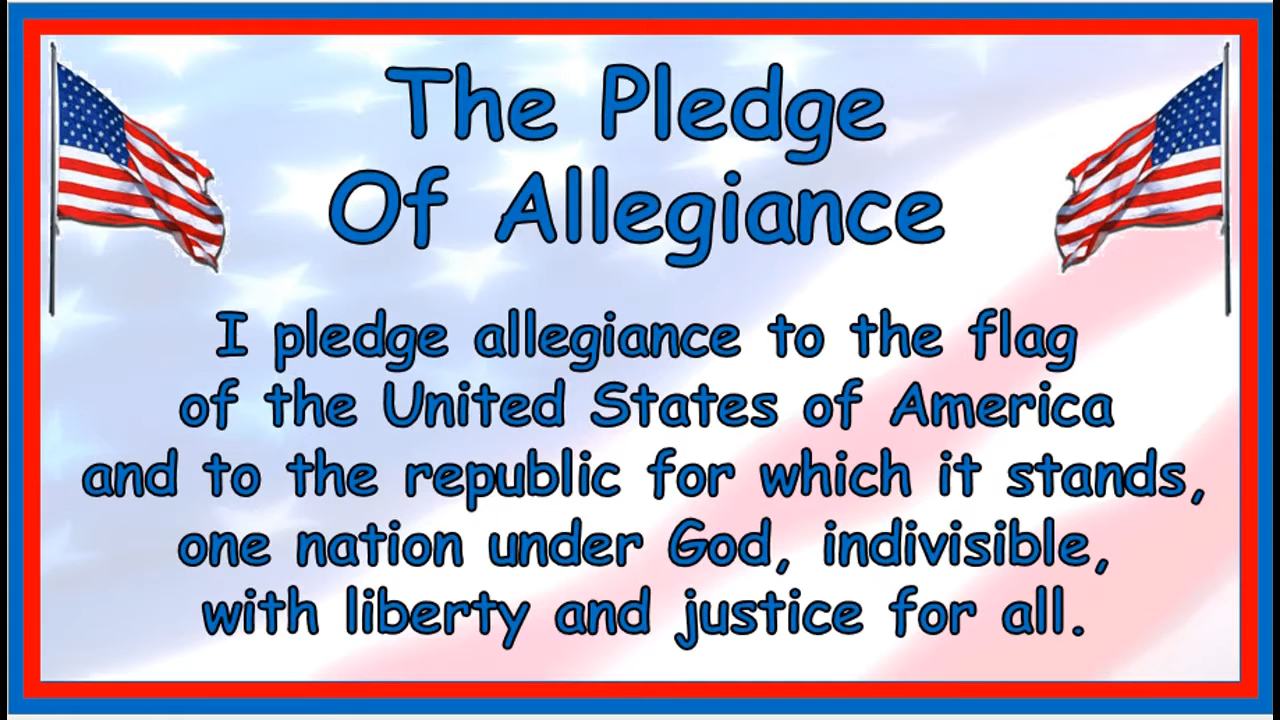 The Pledge
Of Allegiance
I pledge allegiance to the flag
of the United States of America
and to the republic for which it stands,
one nation under God, indivisible,
with liberty and justice for all.